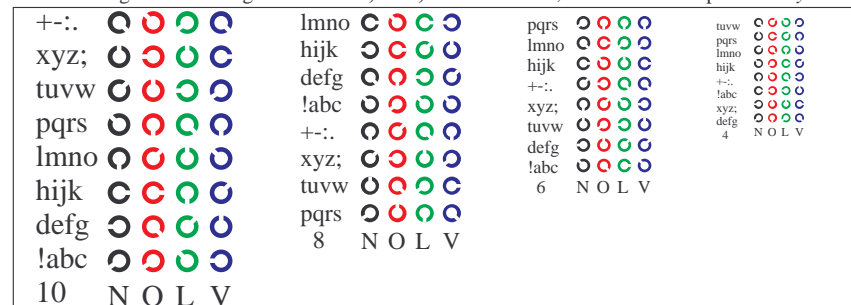 +-:.
xyz;
tuvw
pqrs
lmno
hijk
defg
!abc
10 N O L V
lmno
hijk
defg
!abc
+-:.
xyz;
tuvw
pqrs
8 N O L V
pqrs
lmno
hijk
+-:.
xyz;
tuvw
defg
!abc
6 N O L V
tuvw
pqrs
lmno
hijk
+-:.
!abc
xyz;
defg
4 N O L V